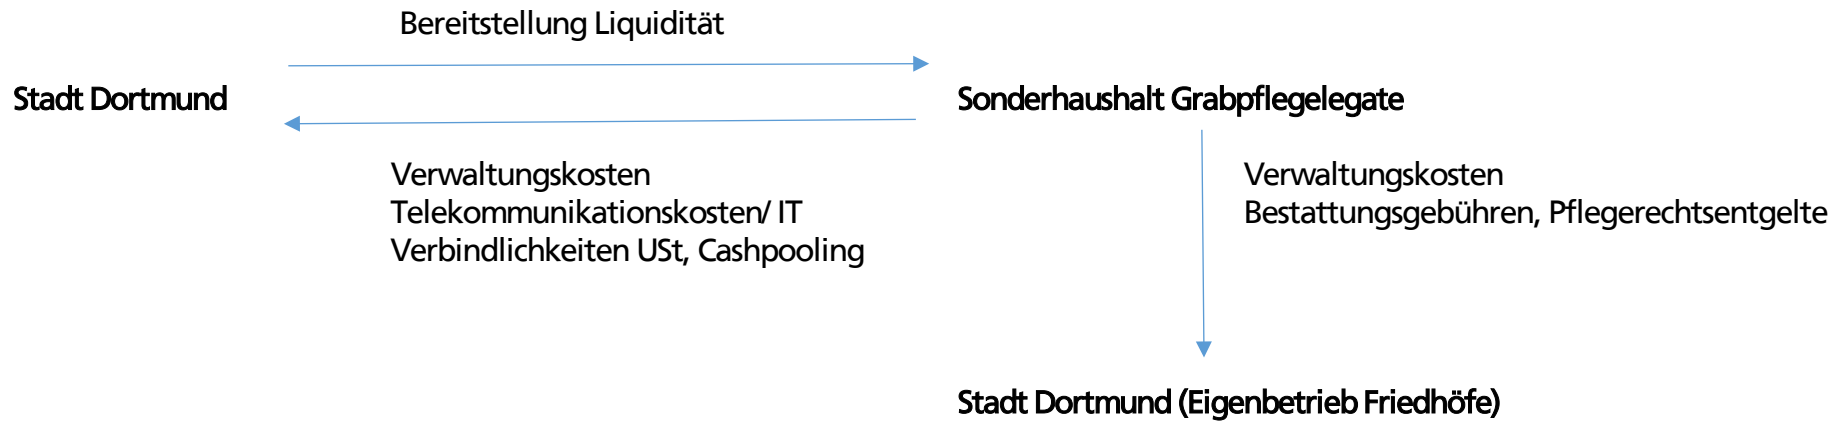 Bereitstellung Liquidität
Stadt Dortmund
Sonderhaushalt Grabpflegelegate
Verwaltungskosten
Telekommunikationskosten/ IT
Verbindlichkeiten USt, Cashpooling
Verwaltungskosten
Bestattungsgebühren, Pflegerechtsentgelte
Stadt Dortmund (Eigenbetrieb Friedhöfe)